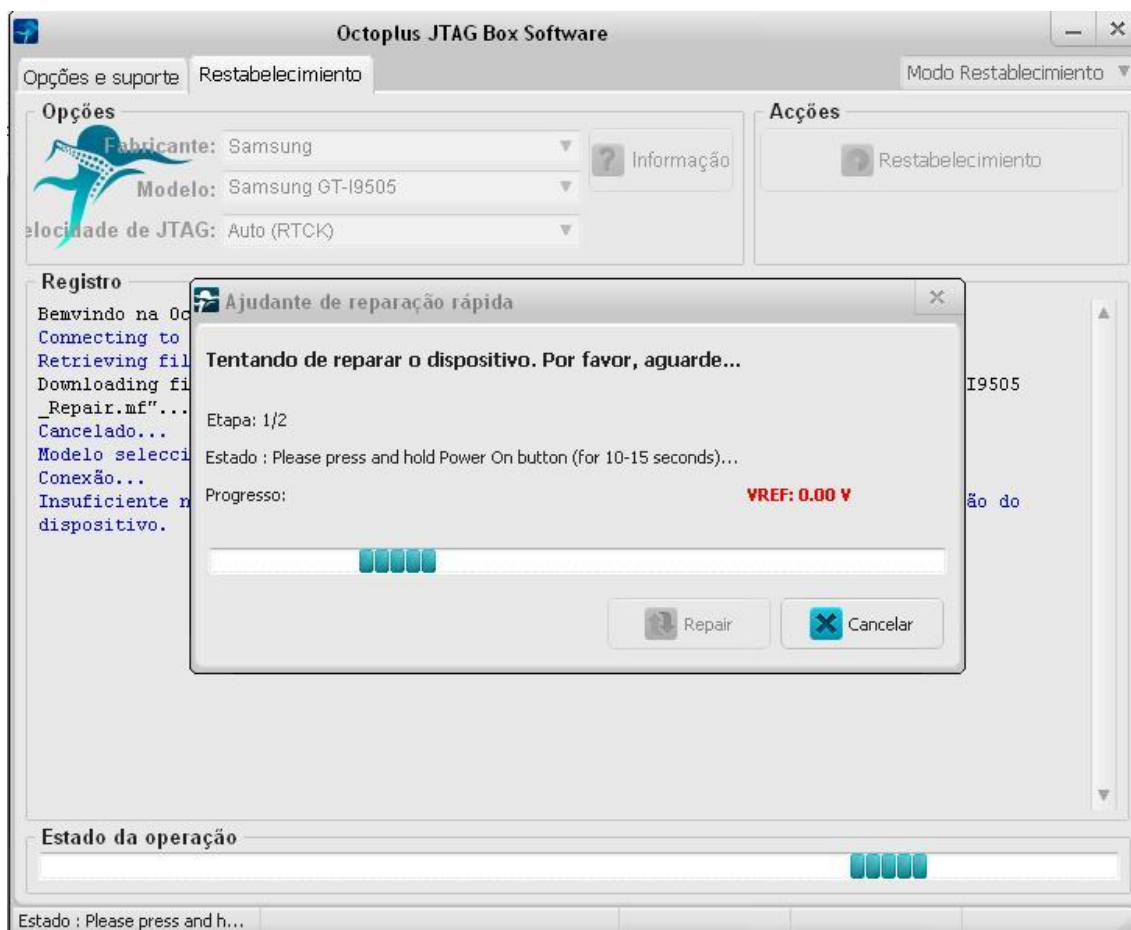 Octoplus JTAG Box Software
Opções e suporte
Restabelecimiento
Modo Restablecimiento
Opções
Fabricante: Samsung
Modelo: Samsung GT-I9505
elocidade de JTAG: Auto (RTCK)
Informação
Acções
Restabelecimiento
Registro
Bemvindo na Oc
Connecting to
Retrieving fil
Downloading fi I9505
_Repair.mf"...
Cancelado...
Modelo selecci
Conexão...
Insuficiente n ão do
dispositivo.
Ajudante de reparação rápida
Tentando de reparar o dispositivo. Por favor, aguarde...
Etapa: 1/2
Estado : Please press and hold Power On button (for 10-15 seconds)...
Progresso: VREF: 0.00 V
Repair
Cancelar
Estado da operação
Estado : Please press and h...